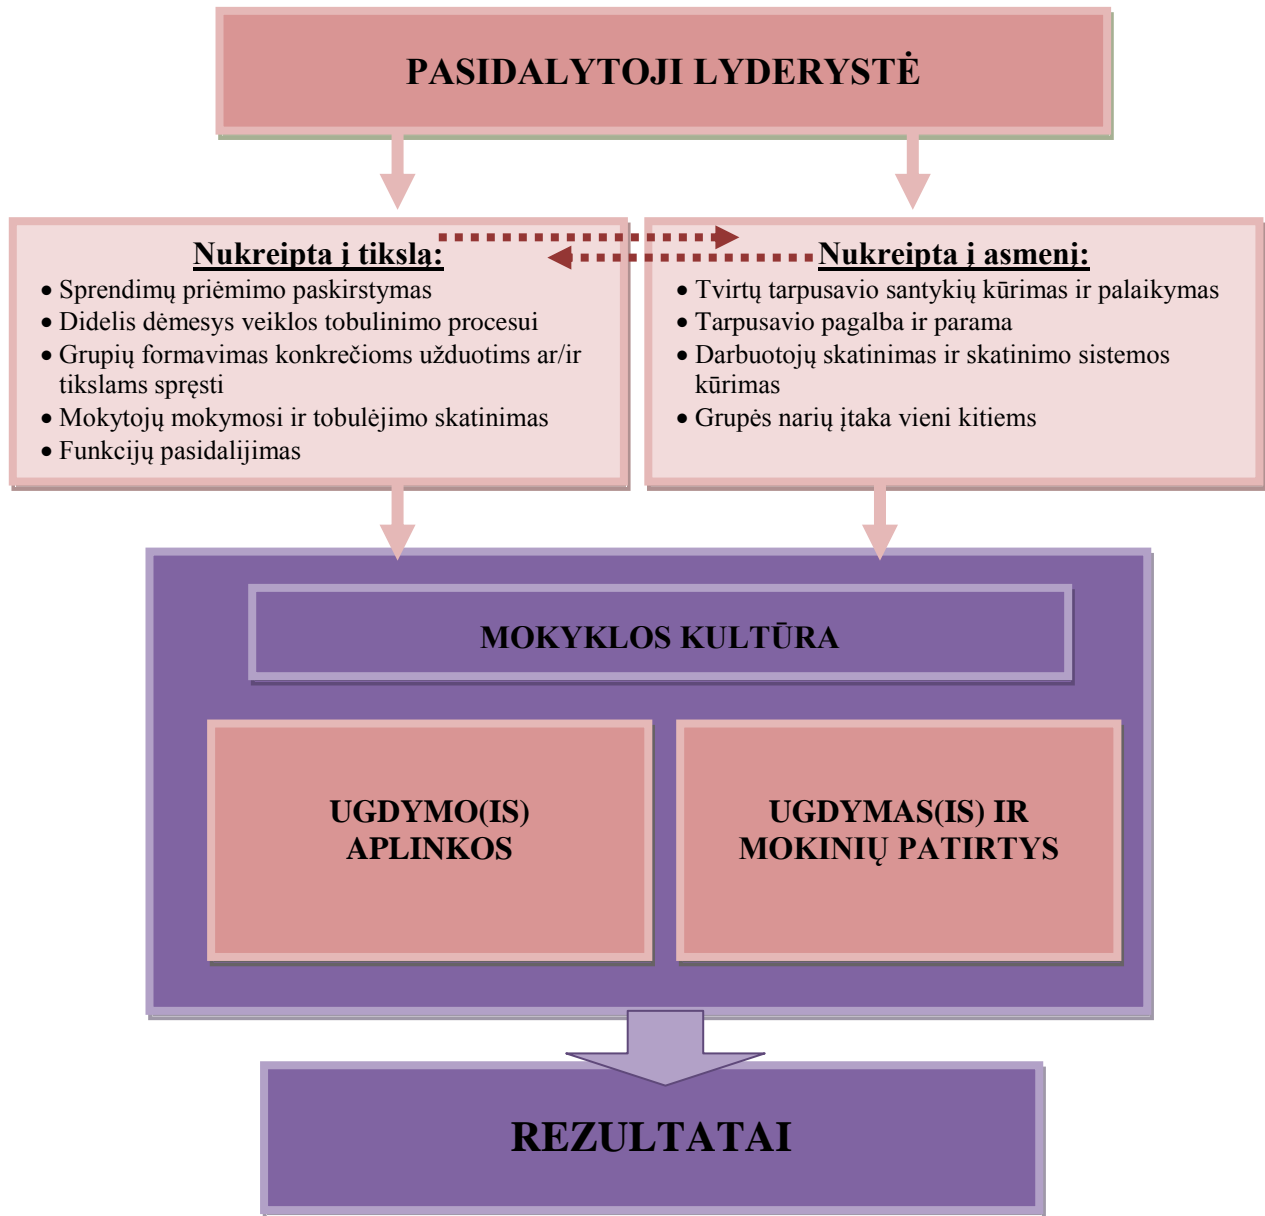 PASIDALYTOJI LYDERYSTĖ
Nukreipta į tikslą:
• Sprendimų priėmimo paskirstymas
• Didelis dėmesys veiklos tobulinimo procesui
• Grupių formavimas konkrečioms užduotims ar/ir
tikslams spręsti
• Mokytojų mokymosi ir tobulėjimo skatinimas
• Funkcijų pasidalijimas
Nukreipta į asmenį:
• Tvirtų tarpusavio santykių kūrimas ir palaikymas
• Tarpusavio pagalba ir parama
• Darbuotojų skatinimas ir skatinimo sistemos
kūrimas
• Grupės narių įtaka vieni kitiems
MOKYKLOS KULTŪRA
UGDYMO(IS)
APLINKOS
UGDYMAS(IS) IR
MOKINIŲ PATIRTYS
REZULTATAI